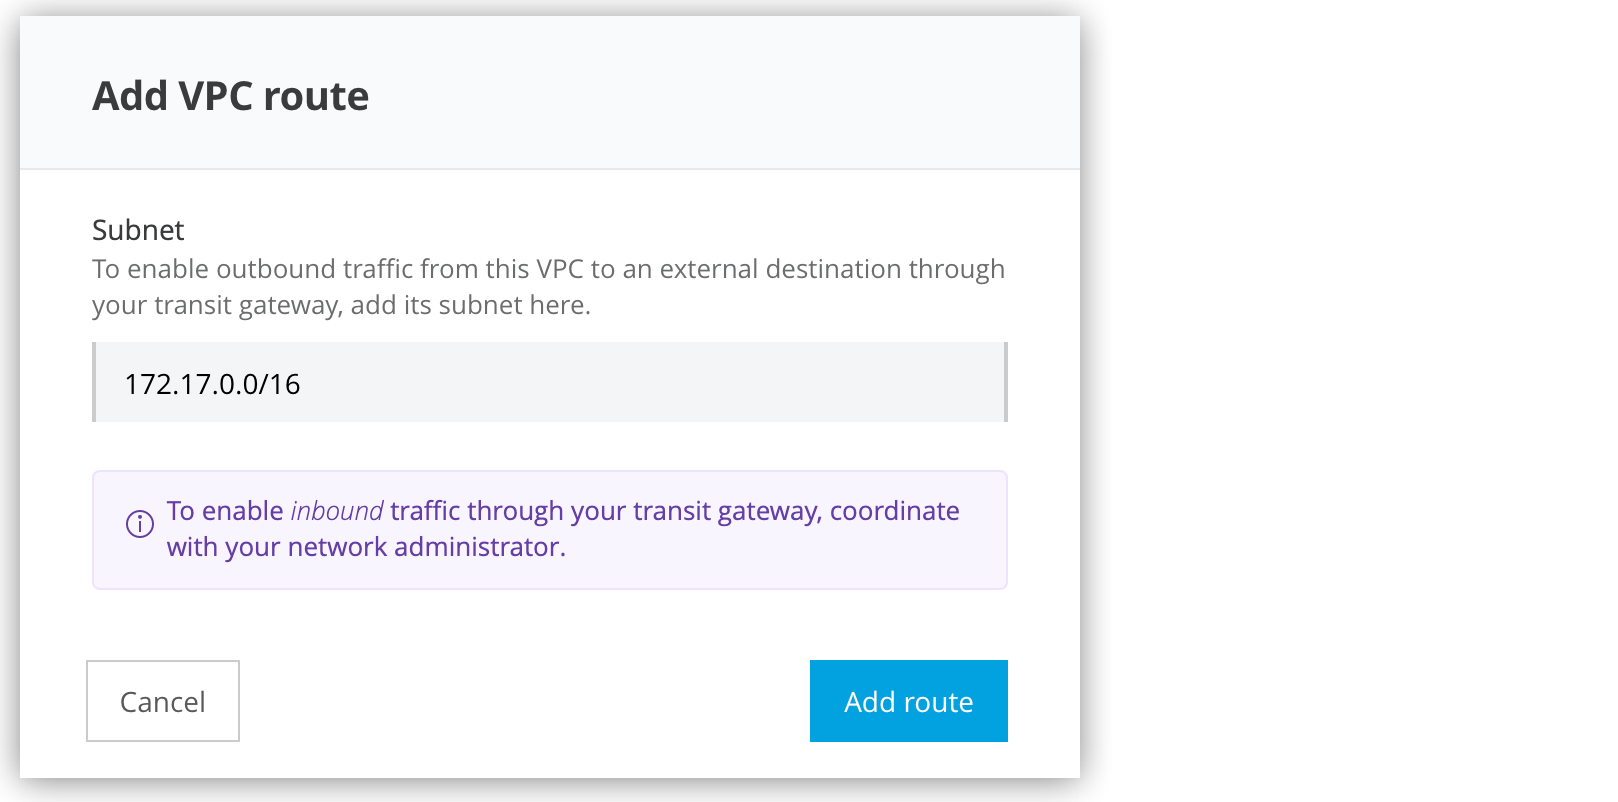 Add VPC route
Subnet
To enable outbound traffic from this VPC to an external destination through
your transit gateway, add its subnet here.
172.17.0.0/16
To enable inbound traffic through your transit gateway, coordinate
with your network administrator.
Cancel
Add route